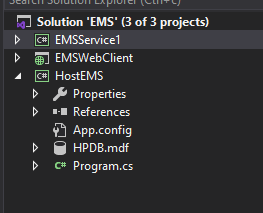 Search Solution Explorer (Ctrl+ç)
Solution 'EMS' (3 of 3 projects)
C# EMSService1
EMSWebClient
C# HostEMS
Properties
References
App.config
HPDB.mdf
C# Program.cs